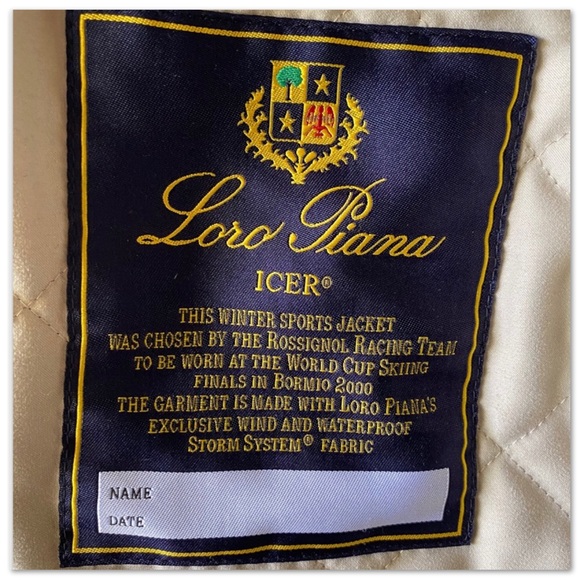 Loro Piana
ICER®
THIS WINTER SPORTS JACKET
WAS CHOSEN BY THE ROSSIGNOL RACING TEAM
TO BE WORN AT THE WORLD CUP SKIING
FINALS IN BORMIO 2000
THE GARMENT IS MADE WITH LORO PIANA'S
EXCLUSIVE WIND AND WATERPROOF
STORM SYSTEM® FABRIC
NAME
DATE